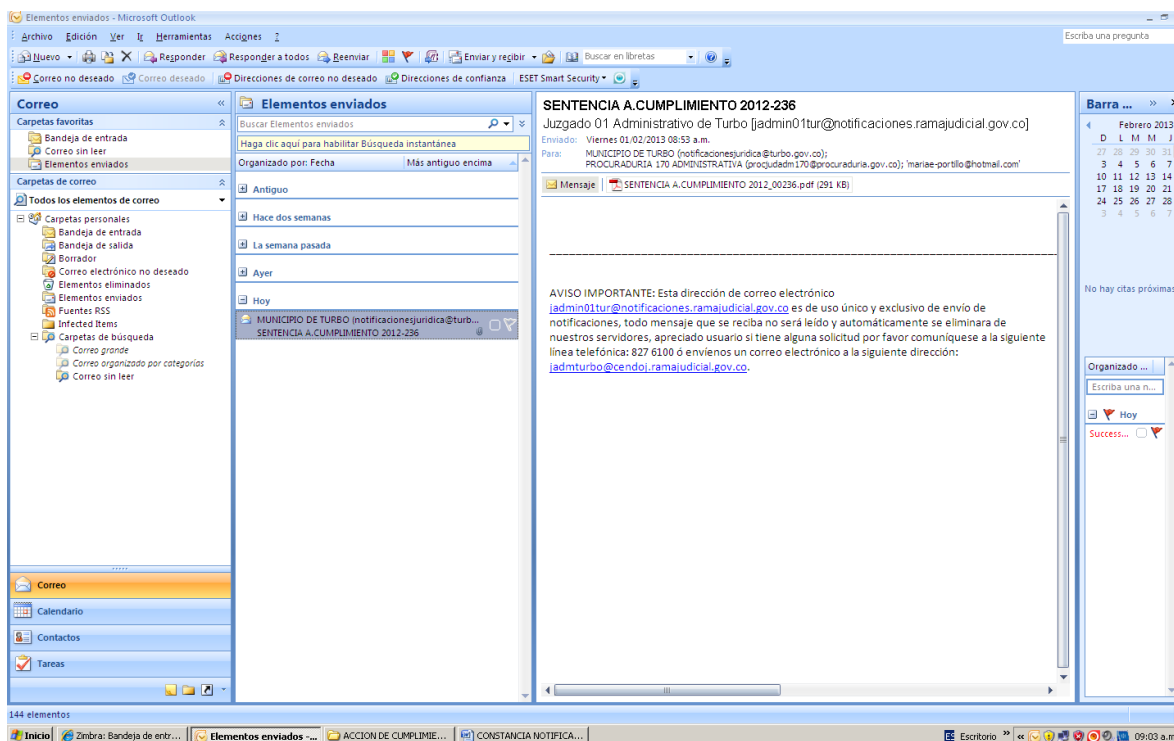 Elementos enviados - Microsoft Outlook
Archivo Edición Ver Ir Herramientas Acciones ?
Escriba una pregunta
Nuevo Responder Responder a todos Reenviar Enviar y recibir Buscar en libretas
Correo no deseado Correo deseado Direcciones de correo no deseado Direcciones de confianza ESET Smart Security
Correo
Carpetas favoritas
Bandeja de entrada
Correo sin leer
Elementos enviados
Carpetas de correo
Todos los elementos de correo
Carpetas personales
Bandeja de entrada
Bandeja de salida
Borrador
Correo electrónico no deseado
Elementos eliminados
Elementos enviados
Fuentes RSS
Infected Items
Carpetas de búsqueda
Correo grande
Correo organizado por categorías
Correo sin leer
Correo
Calendario
Contactos
Tareas
Elementos enviados
Buscar Elementos enviados
Haga clic aquí para habilitar Búsqueda instantánea
Organizado por: Fecha Más antiguo encima
Antiguo
Hace dos semanas
La semana pasada
Ayer
Hoy
MUNICIPIO DE TURBO (notificacionesjuridica@turb...
SENTENCIA A.CUMPLIMIENTO 2012-236
SENTENCIA A.CUMPLIMIENTO 2012-236
Juzgado 01 Administrativo de Turbo [jadmin01tur@notificaciones.ramajudicial.gov.co]
Enviado: Viernes 01/02/2013 08:53 a.m.
Para: MUNICIPIO DE TURBO (notificacionesjuridica@turbo.gov.co);
PROCURADURIA 170 ADMINISTRATIVA (procjudadm170@procuraduria.gov.co); 'mariae-portillo@hotmail.com'
Mensaje SENTENCIA A.CUMPLIMIENTO 2012_00236.pdf (291 KB)
AVISO IMPORTANTE: Esta dirección de correo electrónico
jadmin01tur@notificaciones.ramajudicial.gov.co es de uso único y exclusivo de envío de
notificaciones, todo mensaje que se reciba no será leído y automáticamente se eliminara de
nuestros servidores, apreciado usuario si tiene alguna solicitud por favor comuníquese a la siguiente
línea telefónica: 827 6100 ó envíenos un correo electrónico a la siguiente dirección:
jadmturbo@cendoj.ramajudicial.gov.co.
Barra ...
Febrero 2013
D L M M J
27 28 29 30 31
3 4 5 6 7
10 11 12 13 14
17 18 19 20 21
24 25 26 27 28
3 4 5 6 7
No hay citas próximas
Organizado ...
Escriba una n...
Hoy
Success...
144 elementos
Inicio Zimbra: Bandeja de entr... Elementos enviados -... ACCION DE CUMPLIMIE... CONSTANCIA NOTIFICA... ES Escritorio 09:03 a.m